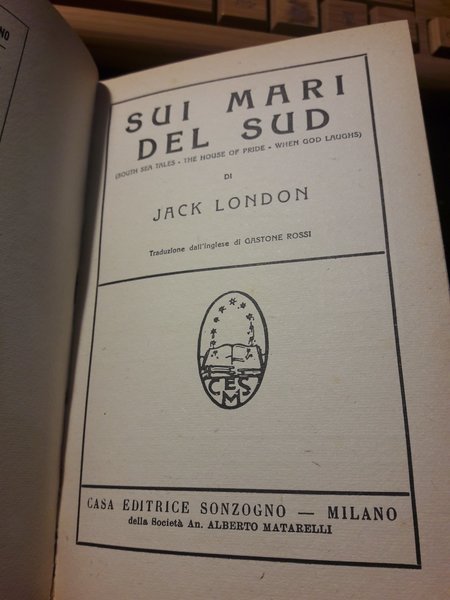 NO
SUI MARI
DEL SUD
(SOUTH SEA TALES - THE HOUSE OF PRIDE - WHEN GOD LAUGHS)
DI
JACK LONDON
Traduzione dall'inglese di GASTONE ROSSI
CES
M
CASA EDITRICE SONZOGNO — MILANO
della Società An. ALBERTO MATARELLI